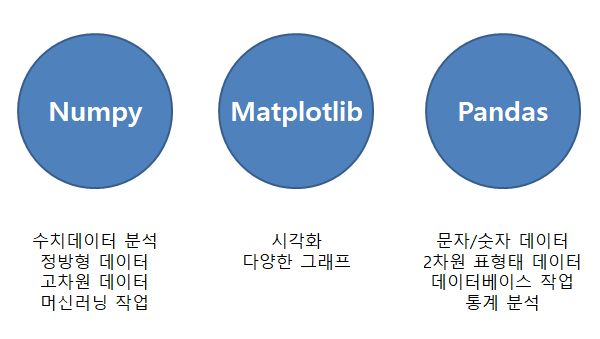 Numpy
수치데이터 분석
정방형 데이터
고차원 데이터
머신러닝 작업
Matplotlib
시각화
다양한 그래프
Pandas
문자/숫자 데이터
2차원 표형태 데이터
데이터베이스 작업
통계 분석